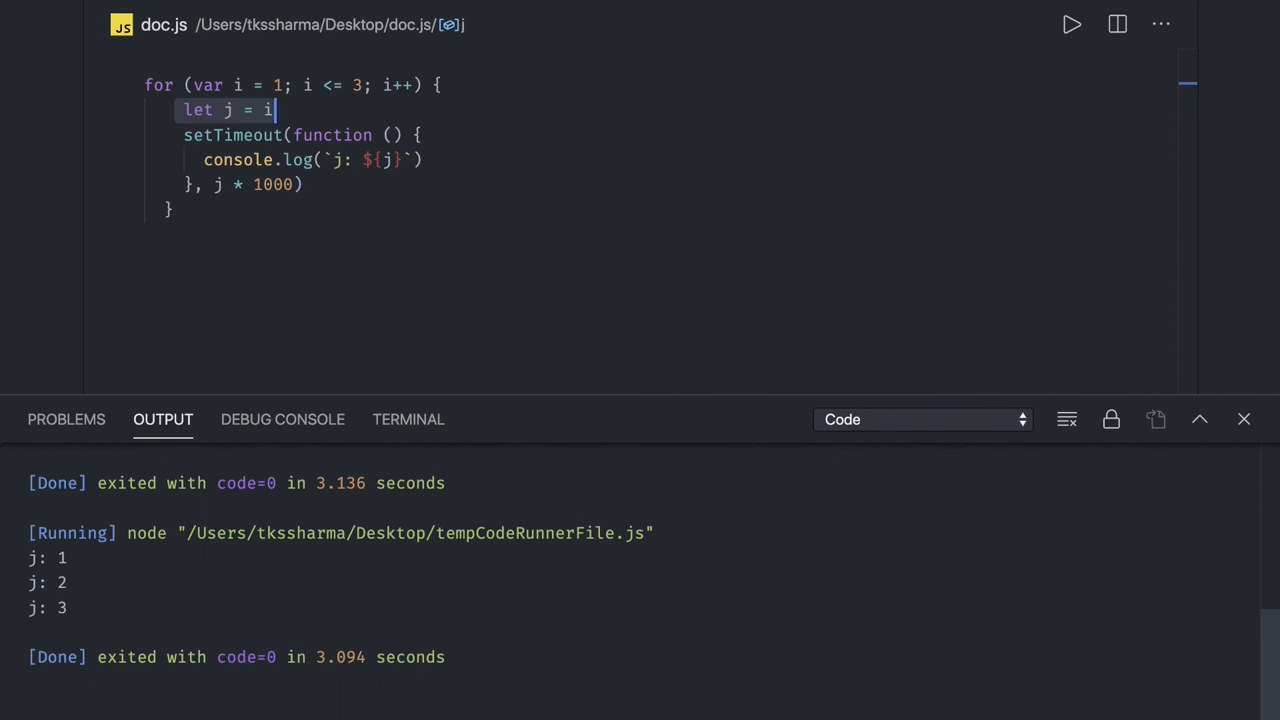 JS doc.js /Users/tkssharma/Desktop/doc.js/j
for (var i = 1; i <= 3; i++) {
let j = i
setTimeout(function () {
console.log(`j: ${j}`)
}, j * 1000)
}
PROBLEMS OUTPUT DEBUG CONSOLE TERMINAL Code
[Done] exited with code=0 in 3.136 seconds
[Running] node "/Users/tkssharma/Desktop/tempCodeRunnerFile.js"
j: 1
j: 2
j: 3
[Done] exited with code=0 in 3.094 seconds